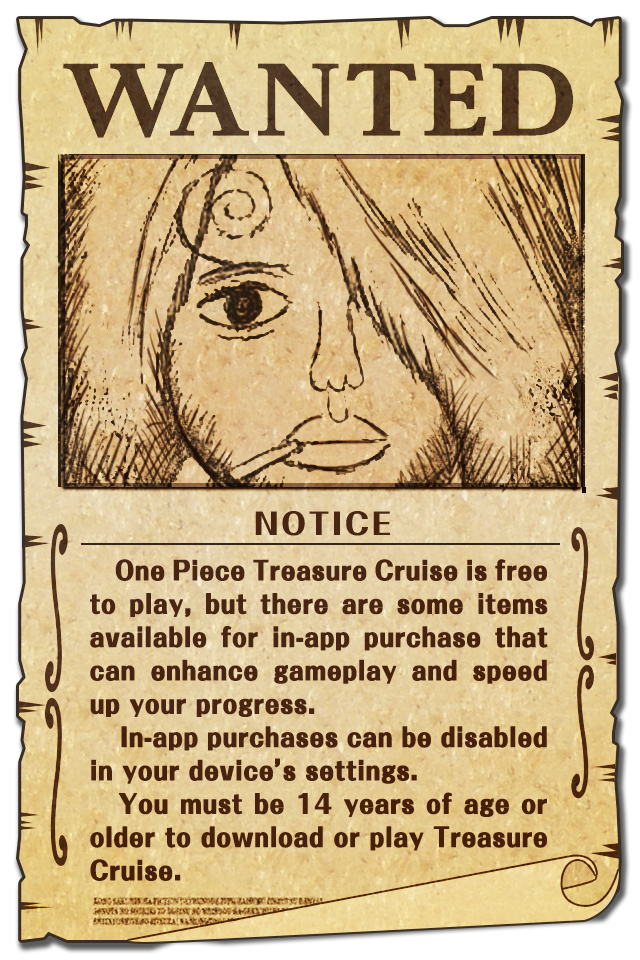 WANTED
NOTICE
One Piece Treasure Cruise is free
to play, but there are some items
available for in-app purchase that
can enhance gameplay and speed
up your progress.
In-app purchases can be disabled
in your device's settings.
You must be 14 years of age or
older to download or play Treasure
Cruise.